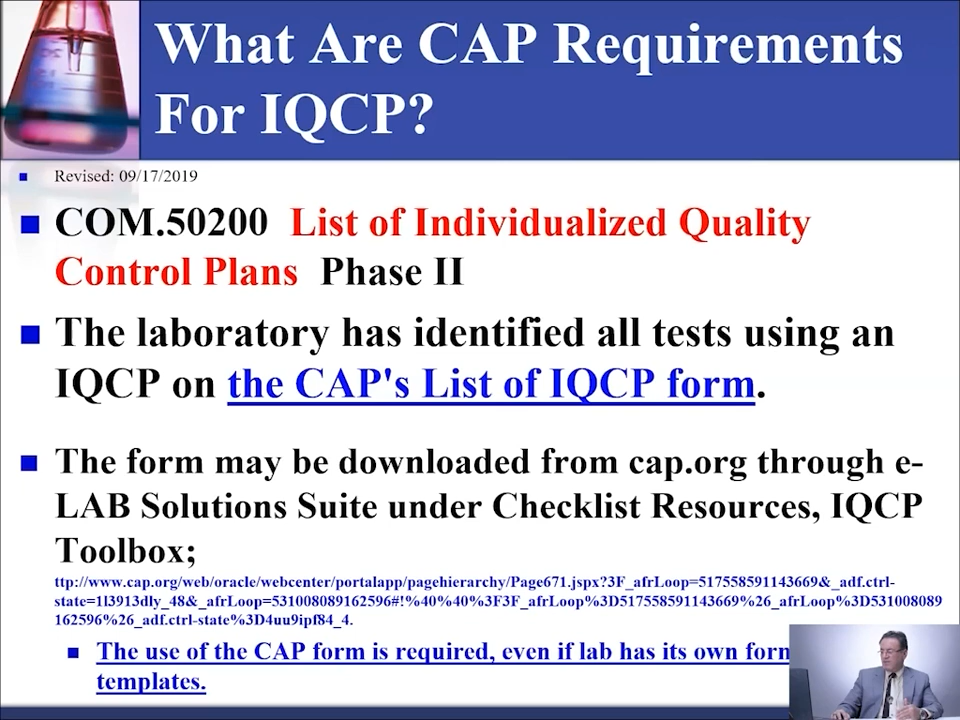 What Are CAP Requirements
For IQCP?
Revised: 09/17/2019
COM.50200 List of Individualized Quality
Control Plans Phase II
The laboratory has identified all tests using an
IQCP on the CAP's List of IQCP form.
The form may be downloaded from cap.org through e-
LAB Solutions Suite under Checklist Resources, IQCP
Toolbox;
ttp://www.cap.org/web/oracle/webcenter/portalapp/pagehierarchy/Page671.jspx?3F_afrLoop=517558591143669&_adf.ctrl-
state=1l3913dly_48&_afrLoop=531008089162596#!%40%40%3F3F_afrLoop%3D517558591143669%26_afrLoop%3D531008089
162596%26_adf.ctrl-state%3D4uu9ipf84_4.
The use of the CAP form is required, even if lab has its own
templates.